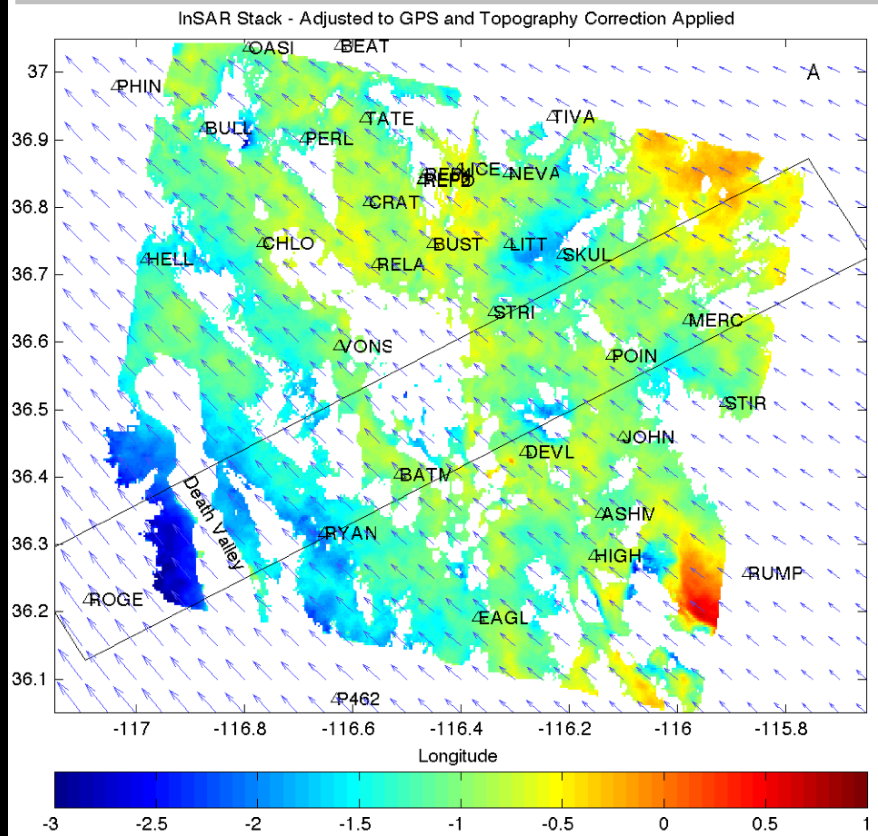 InSAR Stack - Adjusted to GPS and Topography Correction Applied
OASI
BEAT
37
A
PHIN
TATE
TIVA
BULL
36.9
PERL
LICE
NEVA
36.8
CRAT
CHLO
BUST
LITT
SKUL
HELL
RELA
36.7
STRI
MERC
36.6
VONS
POIN
36.5
STIR
JOHN
DEVL
36.4
BATM
Death Valley
ASHM
RYAN
36.3
HIGH
RUMP
ROGE
36.2
EAGL
36.1
P462
-117 -116.8 -116.6 -116.4 -116.2 -116 -115.8
Longitude
-3 -2.5 -2 -1.5 -1 -0.5 0 0.5 1